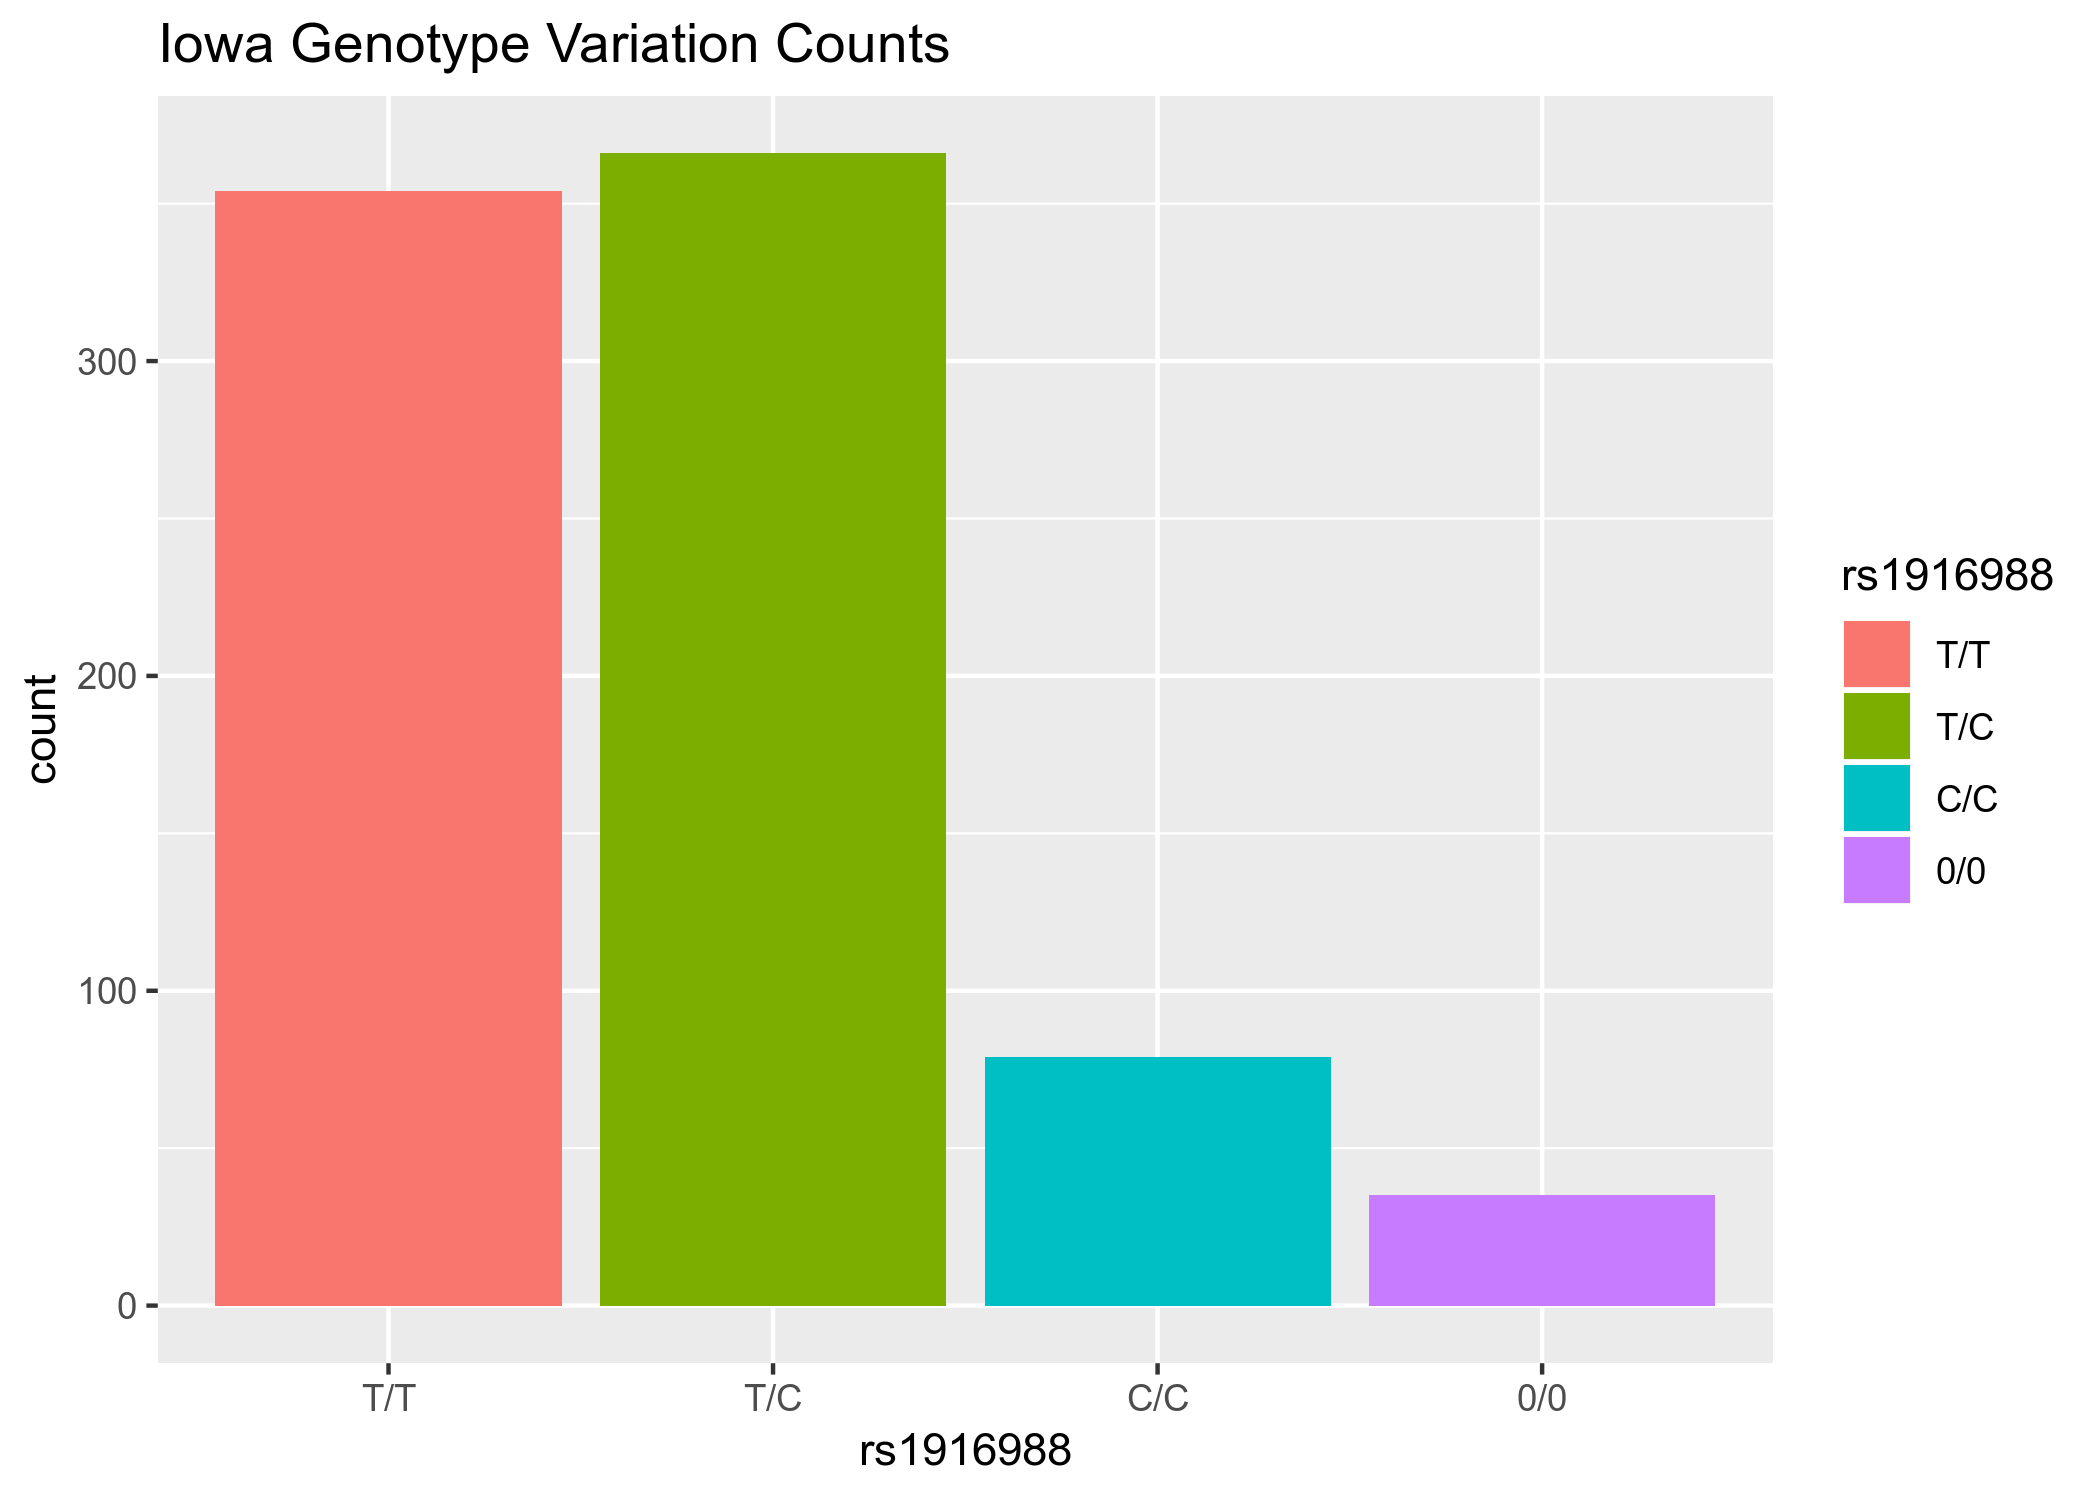 Iowa Genotype Variation Counts
count
300
200
100
0
T/T
T/C
C/C
0/0
rs1916988
rs1916988
T/T
T/C
C/C
0/0